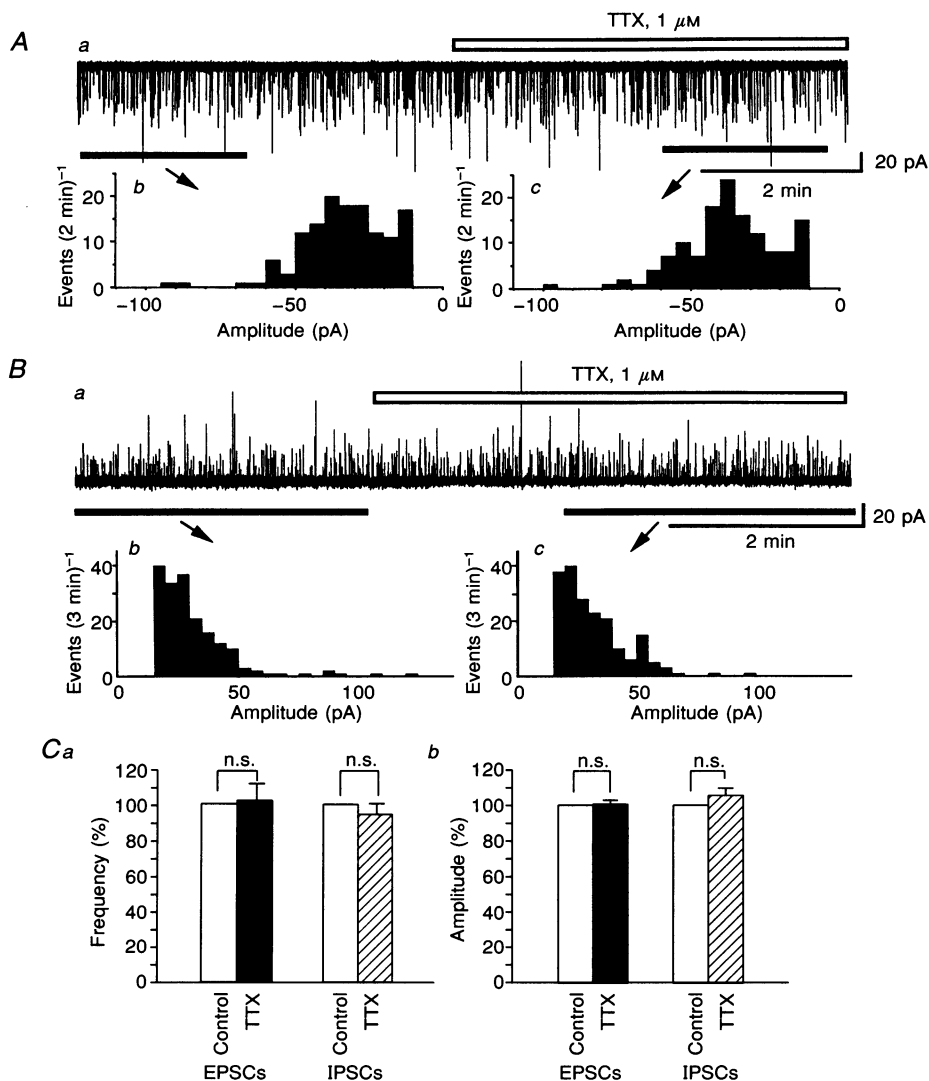 A
a
TTX, 1 μM
20 pA
2 min
b
Events (2 min)⁻¹
20
10
0
−100
−50
0
Amplitude (pA)
c
Events (2 min)⁻¹
20
10
0
−100
−50
0
Amplitude (pA)
B
a
TTX, 1 μM
20 pA
2 min
b
Events (3 min)⁻¹
40
20
0
0
50
100
Amplitude (pA)
c
Events (3 min)⁻¹
40
20
0
0
50
100
Amplitude (pA)
C a
n.s.
n.s.
Frequency (%)
120
100
80
60
40
20
0
Control
TTX
Control
TTX
EPSCs
IPSCs
b
n.s.
n.s.
Amplitude (%)
120
100
80
60
40
20
0
Control
TTX
Control
TTX
EPSCs
IPSCs